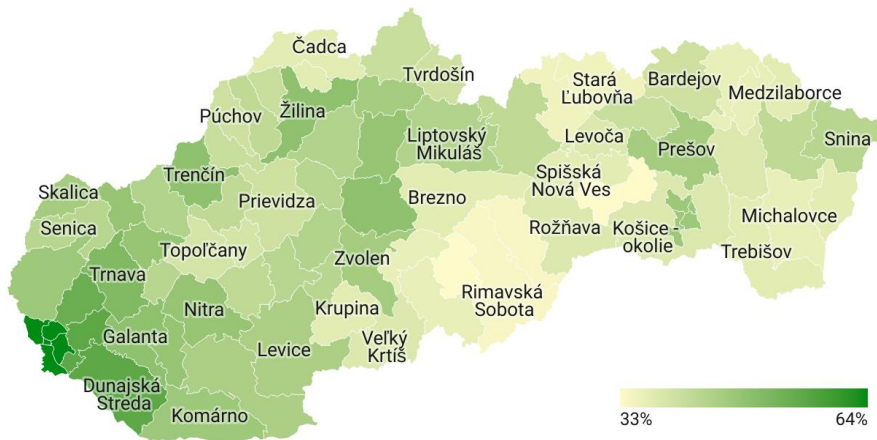 Čadca
Tvrdošín
Stará
Ľubovňa
Bardejov
Medzilaborce
Púchov
Žilina
Liptovský
Mikuláš
Levoča
Prešov
Snina
Trenčín
Spišská
Nová Ves
Skalica
Prievidza
Brezno
Senica
Rožňava
Košice -
okolie
Michalovce
Topoľčany
Zvolen
Trebišov
Trnava
Nitra
Krupina
Rimavská
Sobota
Galanta
Levice
Veľký
Krtíš
Dunajská
Streda
Komárno
33%
64%